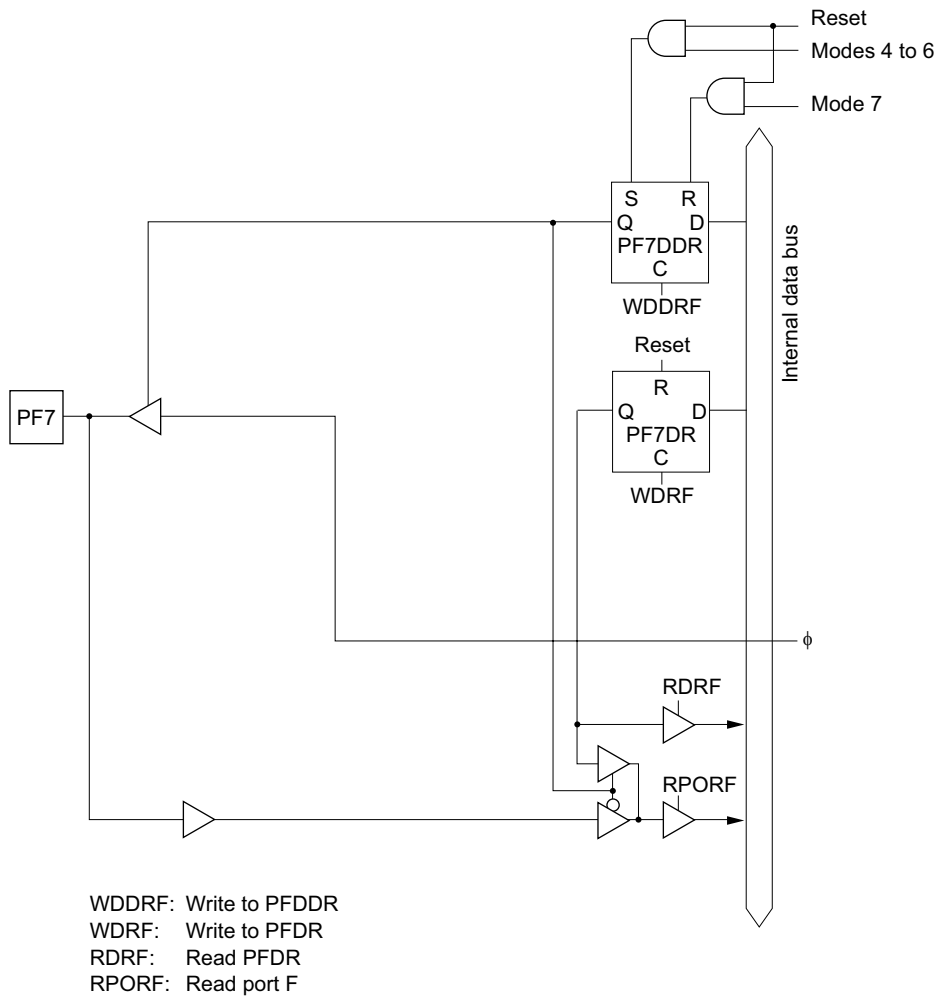 Reset
Modes 4 to 6
Mode 7
S R
Q D
PF7DDR
C
WDDRF
Internal data bus
Reset
R
PF7
Q D
PF7DR
C
WDRF
ϕ
RDRF
RPORF
WDDRF: Write to PFDDR
WDRF: Write to PFDR
RDRF: Read PFDR
RPORF: Read port F